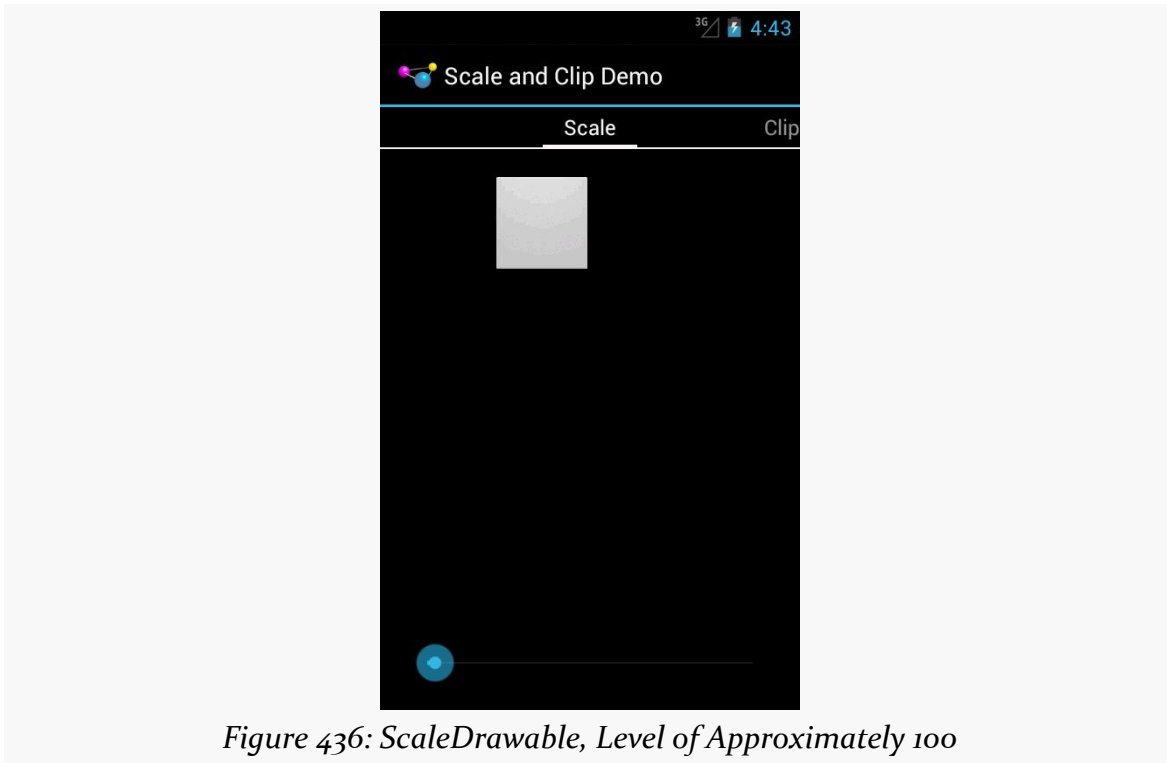 3G 4:43
Scale and Clip Demo
Scale Clip
Figure 436: ScaleDrawable, Level of Approximately 100